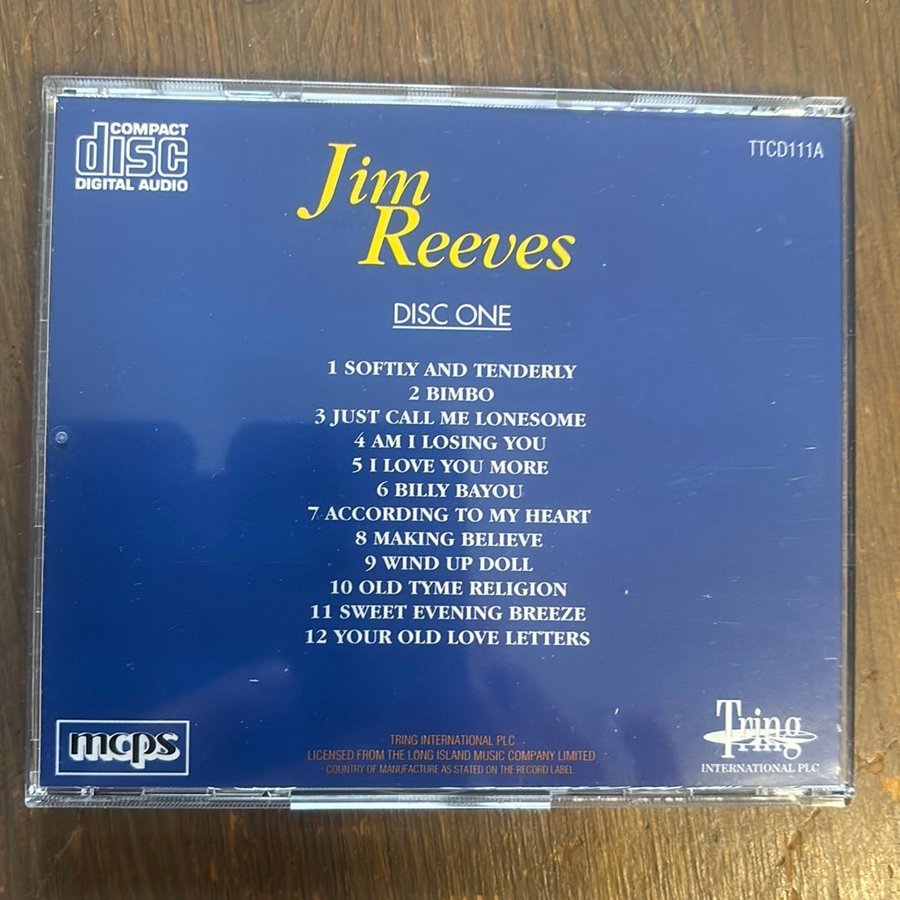 COMPACT
disc
DIGITAL AUDIO
TTCD111A
Jim
Reeves
DISC ONE
1 SOFTLY AND TENDERLY
2 BIMBO
3 JUST CALL ME LONESOME
4 AM I LOSING YOU
5 I LOVE YOU MORE
6 BILLY BAYOU
7 ACCORDING TO MY HEART
8 MAKING BELIEVE
9 WIND UP DOLL
10 OLD TYME RELIGION
11 SWEET EVENING BREEZE
12 YOUR OLD LOVE LETTERS
mcps
TRING INTERNATIONAL PLC
LICENSED FROM THE LONG ISLAND MUSIC COMPANY LIMITED
COUNTRY OF MANUFACTURE AS STATED ON THE RECORD LABEL
Tring
INTERNATIONAL PLC